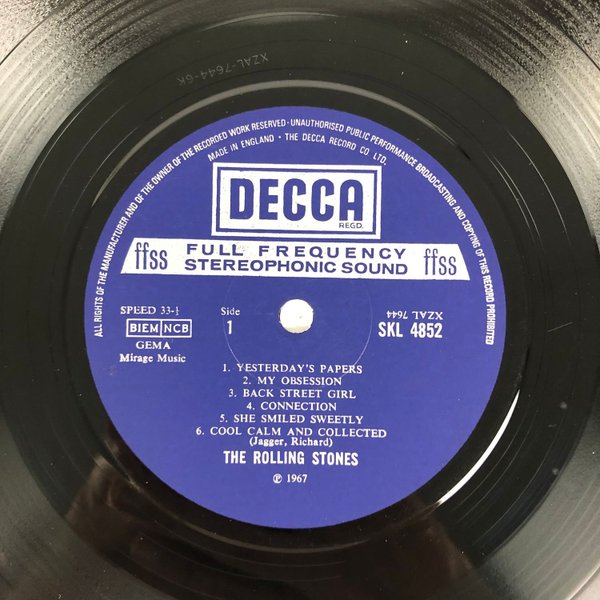 XZAL-7644-6K
ALL RIGHTS OF THE MANUFACTURER AND OF THE OWNER OF THE RECORDED WORK RESERVED · UNAUTHORISED PUBLIC PERFORMANCE BROADCASTING AND COPYING OF THIS RECORD PROHIBITED
MADE IN ENGLAND · THE DECCA RECORD CO LTD.
DECCA
REGD.
ffss FULL FREQUENCY STEREOPHONIC SOUND ffss
SPEED 33-⅓ Side XZAL 7644
BIEM NCB 1 SKL 4852
GEMA
Mirage Music
1. YESTERDAY'S PAPERS
2. MY OBSESSION
3. BACK STREET GIRL
4. CONNECTION
5. SHE SMILED SWEETLY
6. COOL CALM AND COLLECTED
(Jagger, Richard)
THE ROLLING STONES
℗ 1967